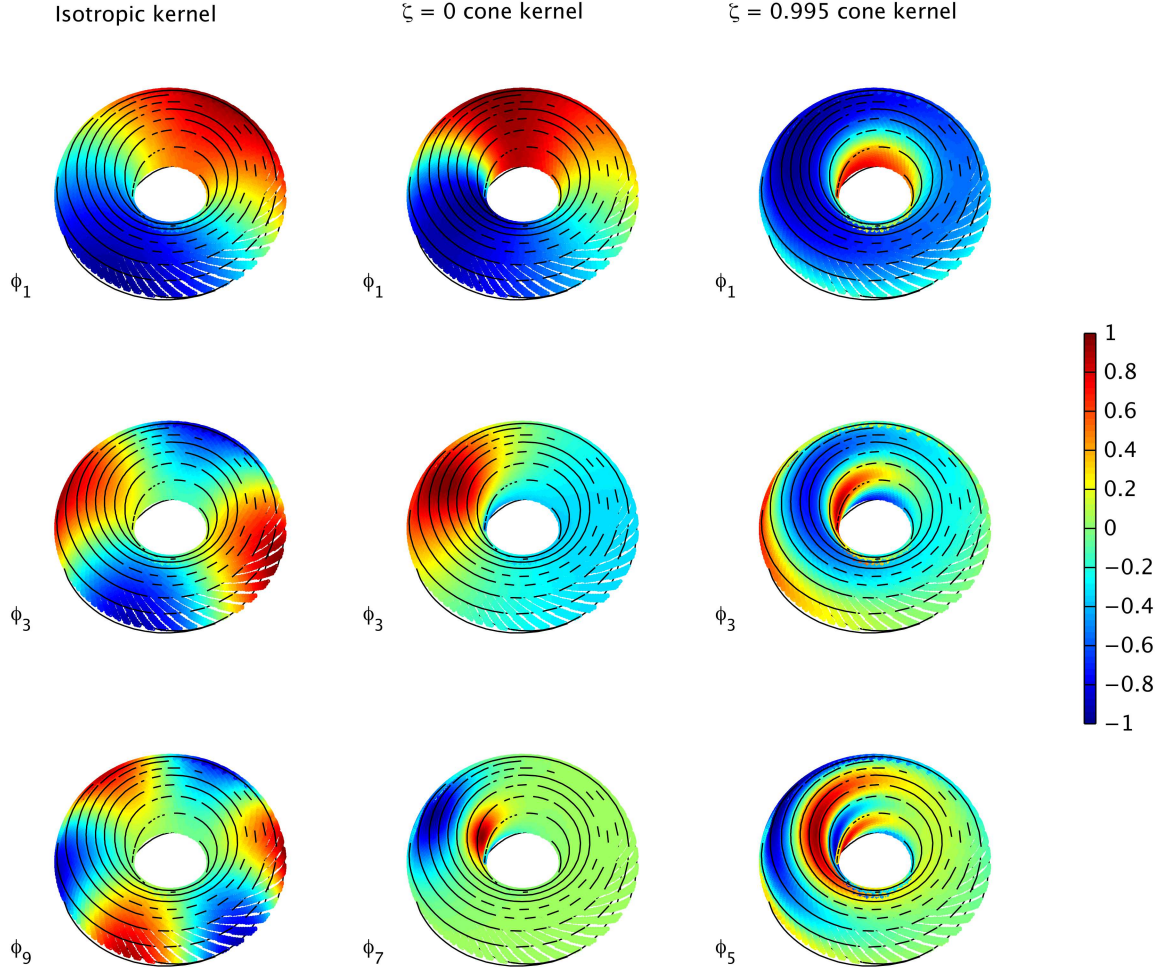 Isotropic kernel
ζ = 0 cone kernel
ζ = 0.995 cone kernel
ϕ1
ϕ1
ϕ1
ϕ3
ϕ3
ϕ3
ϕ9
ϕ7
ϕ5
1
0.8
0.6
0.4
0.2
0
−0.2
−0.4
−0.6
−0.8
−1